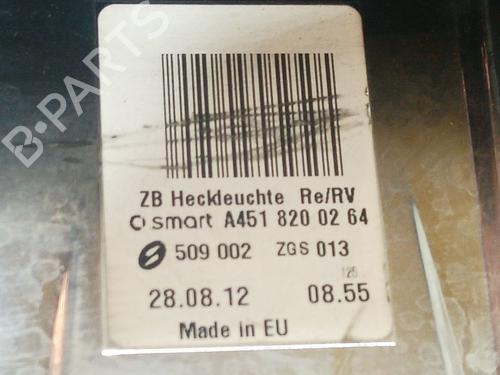 B-PARTS
ZB Heckleuchte Re/RV
smart A451 820 02 64
509 002 ZGS 013
125
28.08.12 08.55
Made in EU